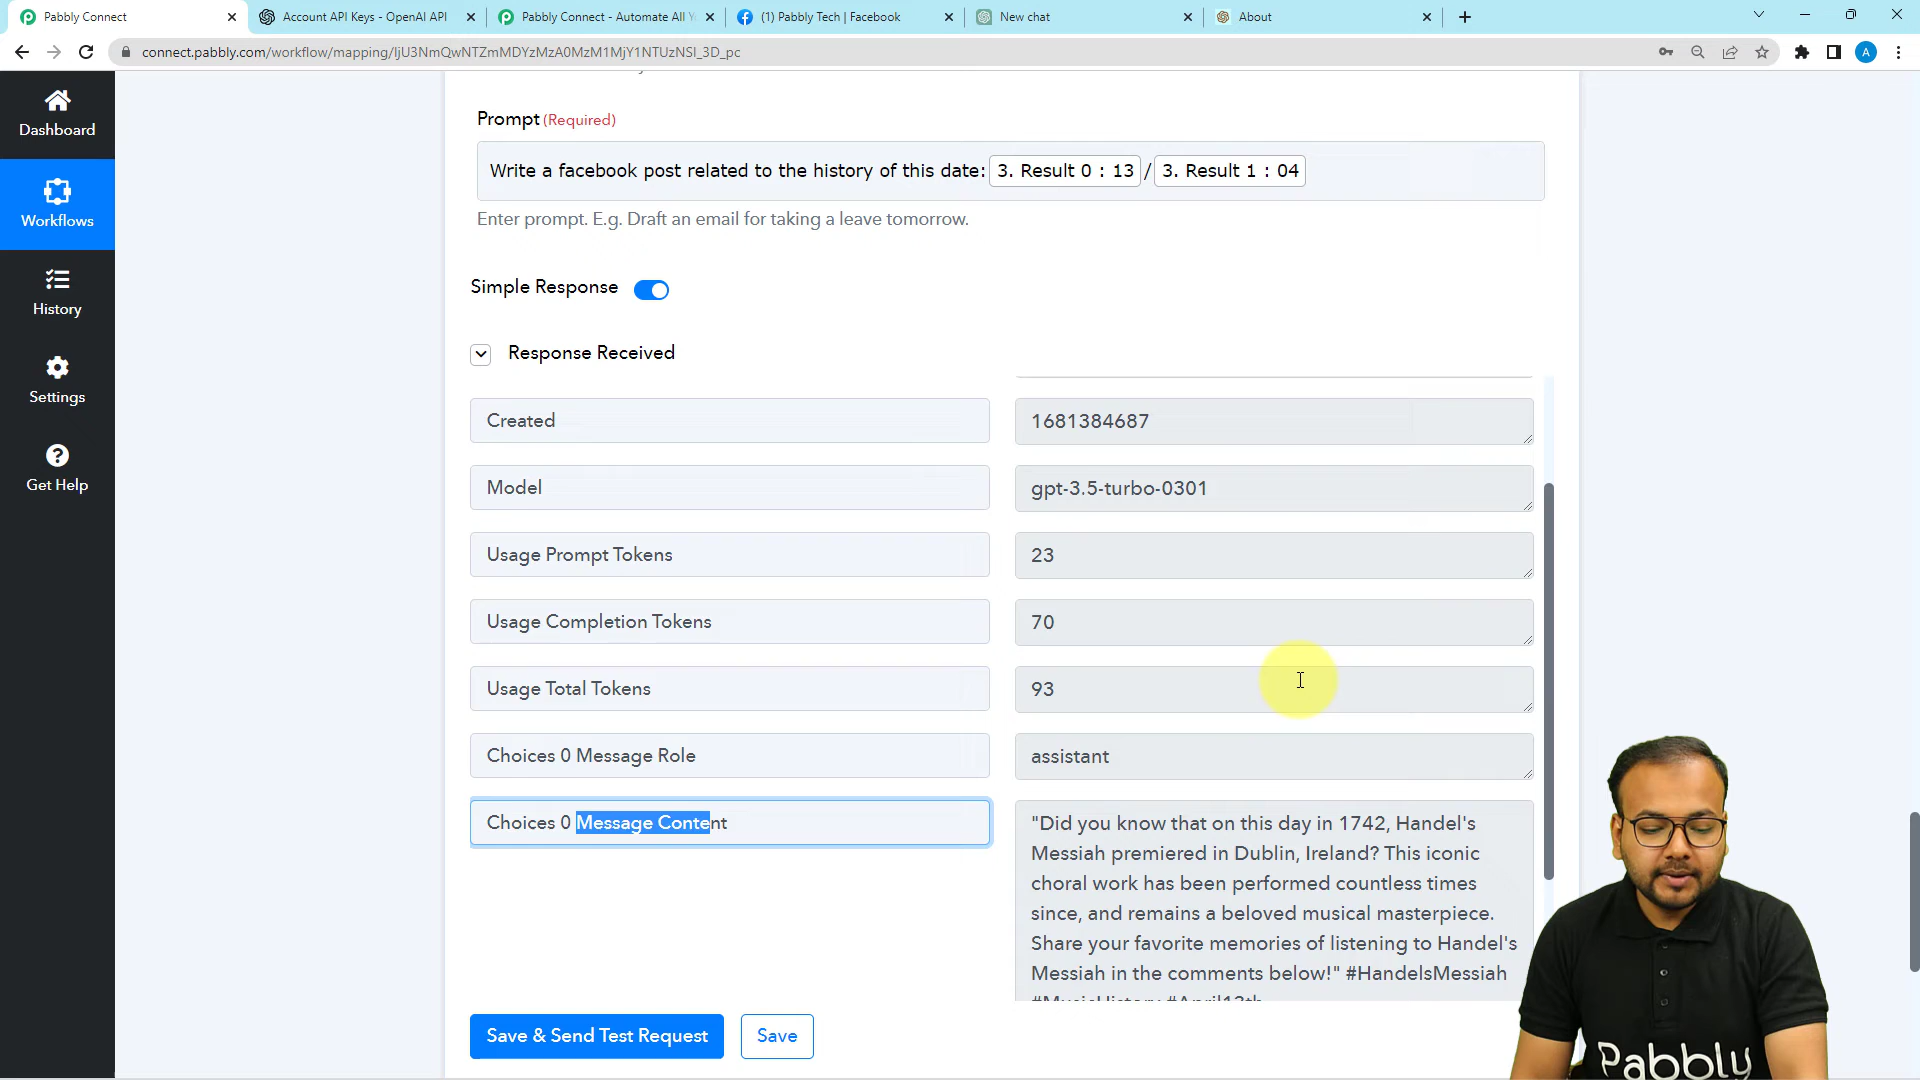 Pabbly Connect
Account API Keys - OpenAI API
Pabbly Connect - Automate All Y
(1) Pabbly Tech | Facebook
New chat
About
connect.pabbly.com/workflow/mapping/IjU3NmQwNTZmMDYzMzA0MzM1MjY1NTUzNSI_3D_pc
A
Dashboard
Workflows
History
Settings
Get Help
Prompt (Required)
Write a facebook post related to the history of this date: 3. Result 0 : 13 / 3. Result 1 : 04
Enter prompt. E.g. Draft an email for taking a leave tomorrow.
Simple Response
Response Received
Created
1681384687
Model
gpt-3.5-turbo-0301
Usage Prompt Tokens
23
Usage Completion Tokens
70
Usage Total Tokens
93
Choices 0 Message Role
assistant
Choices 0 Message Content
"Did you know that on this day in 1742, Handel's
Messiah premiered in Dublin, Ireland? This iconic
choral work has been performed countless times
since, and remains a beloved musical masterpiece.
Share your favorite memories of listening to Handel's
Messiah in the comments below!" #HandelsMessiah
#MusicHistory #April13th
Save & Send Test Request
Save
Pabbly